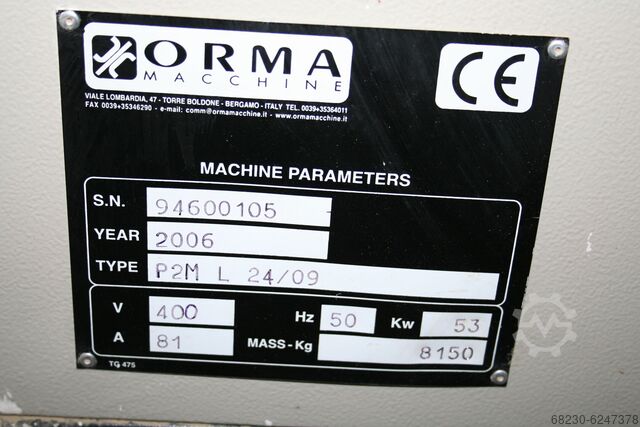 ORMA
MACCHINE
VIALE LOMBARDIA, 47 - TORRE BOLDONE - BERGAMO - ITALY TEL. 0039+35364011
FAX 0039+35346290 - e-mail: comm@ormamacchine.it - www.ormamacchine.it
CE
MACHINE PARAMETERS
S.N. 94600105
YEAR 2006
TYPE P2M L 24/09
V 400 Hz 50 Kw 53
A 81 MASS-Kg 8150
TG 475
68230-6247378